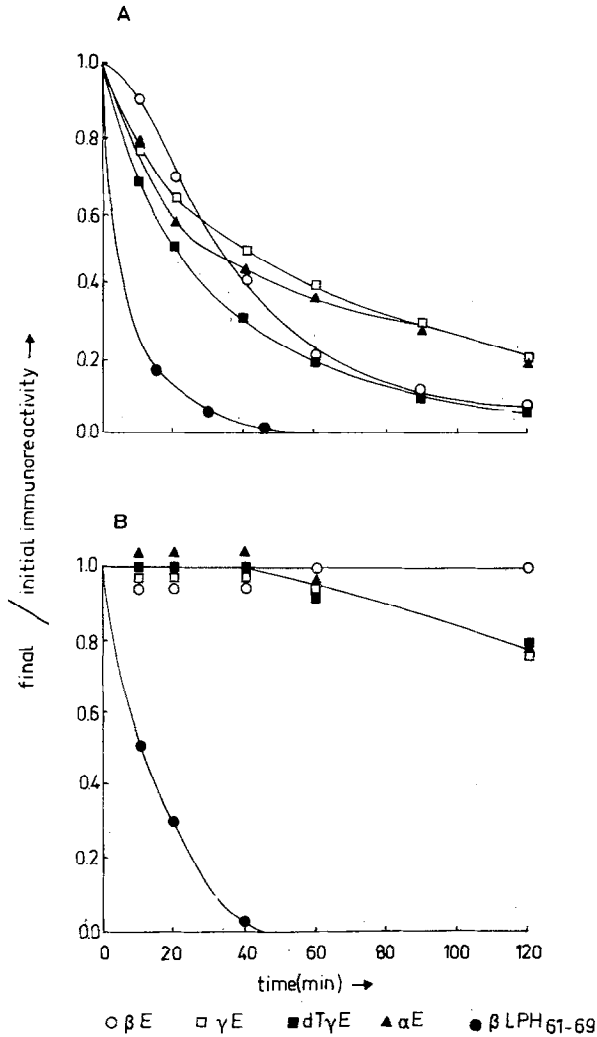 A
1.0
0.8
0.6
0.4
0.2
0.0
final / initial immunoreactivity →
B
1.0
0.8
0.6
0.4
0.2
0.0
0 20 40 60 80 100 120
time(min) →
○ βE □ γE ■ dTγE ▲ αE ● βLPH61-69